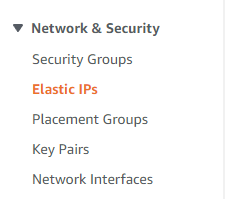 Network & Security
Security Groups
Elastic IPs
Placement Groups
Key Pairs
Network Interfaces